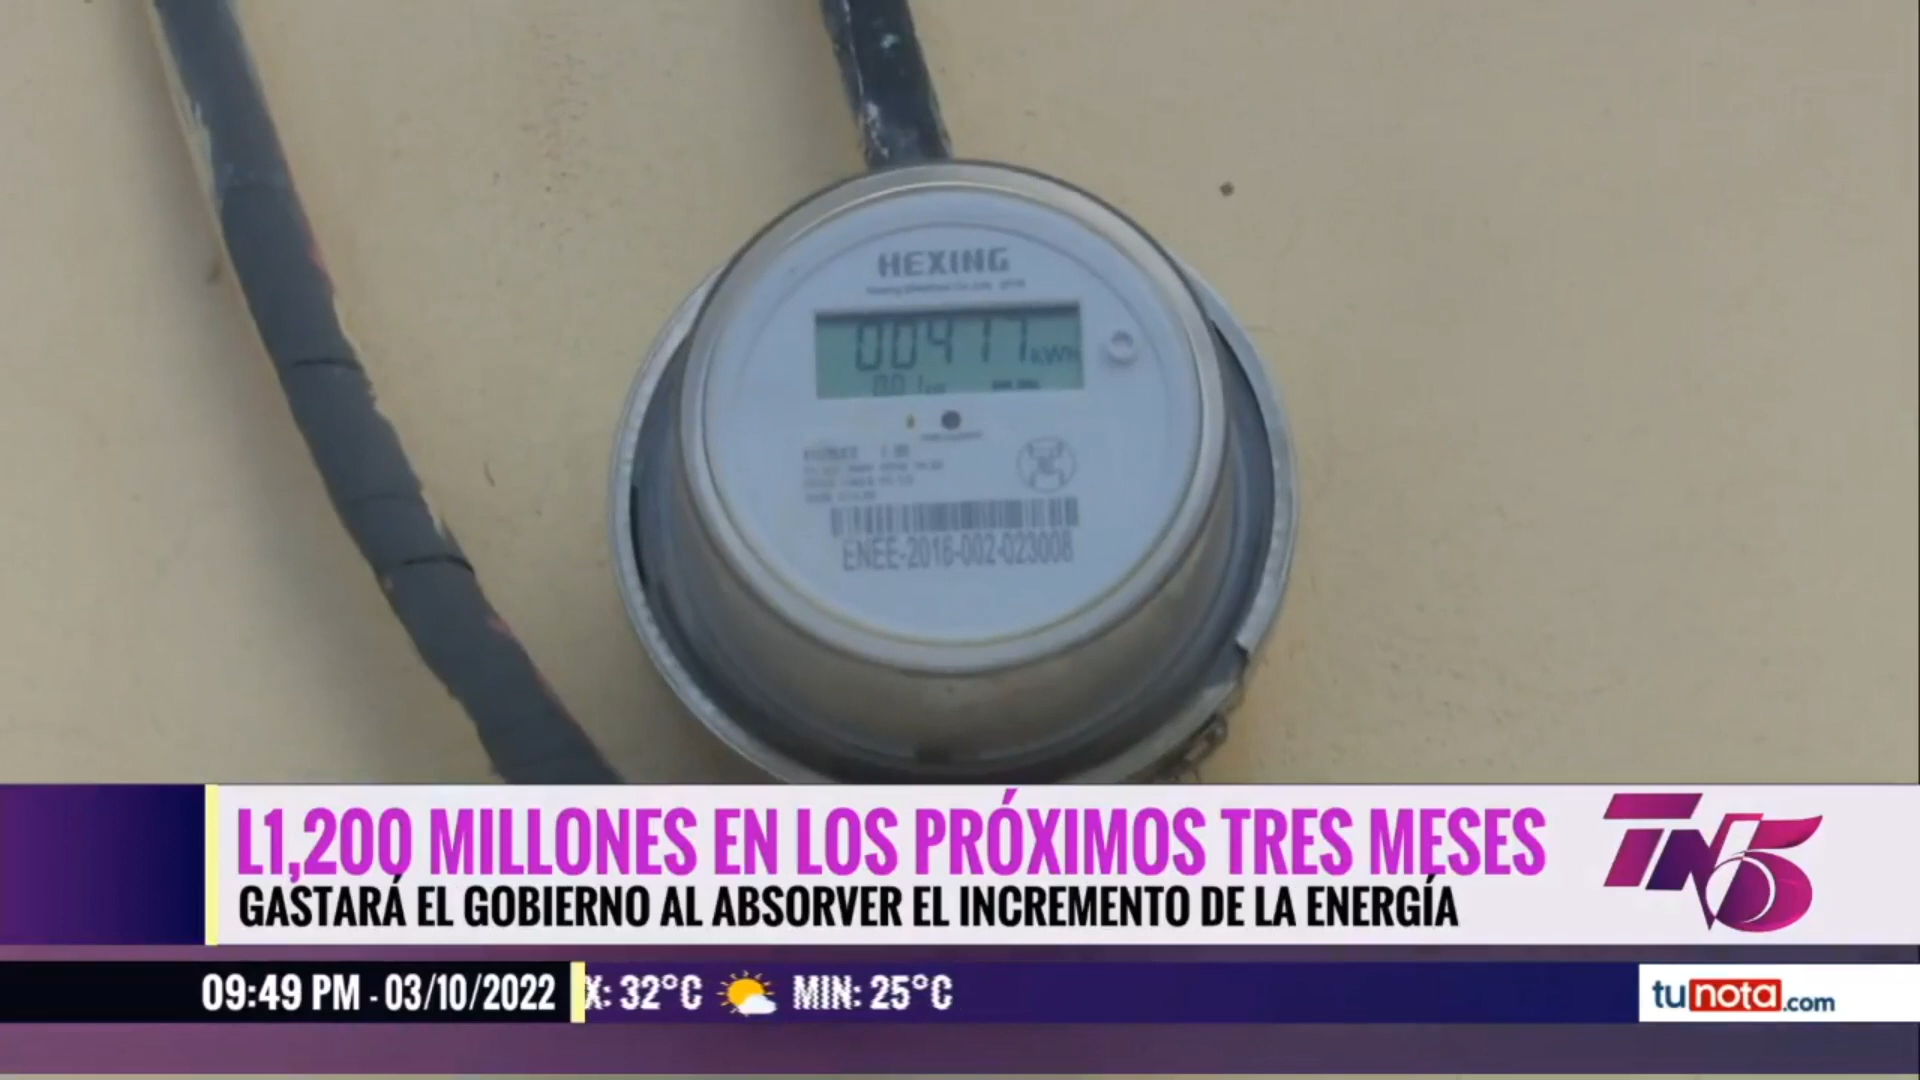 HEXING
00477 kWh
ENEE-2016-002-023008
L1,200 MILLONES EN LOS PRÓXIMOS TRES MESES
GASTARÁ EL GOBIERNO AL ABSORVER EL INCREMENTO DE LA ENERGÍA
TN5
09:49 PM - 03/10/2022 X: 32°C MIN: 25°C
tunota.com